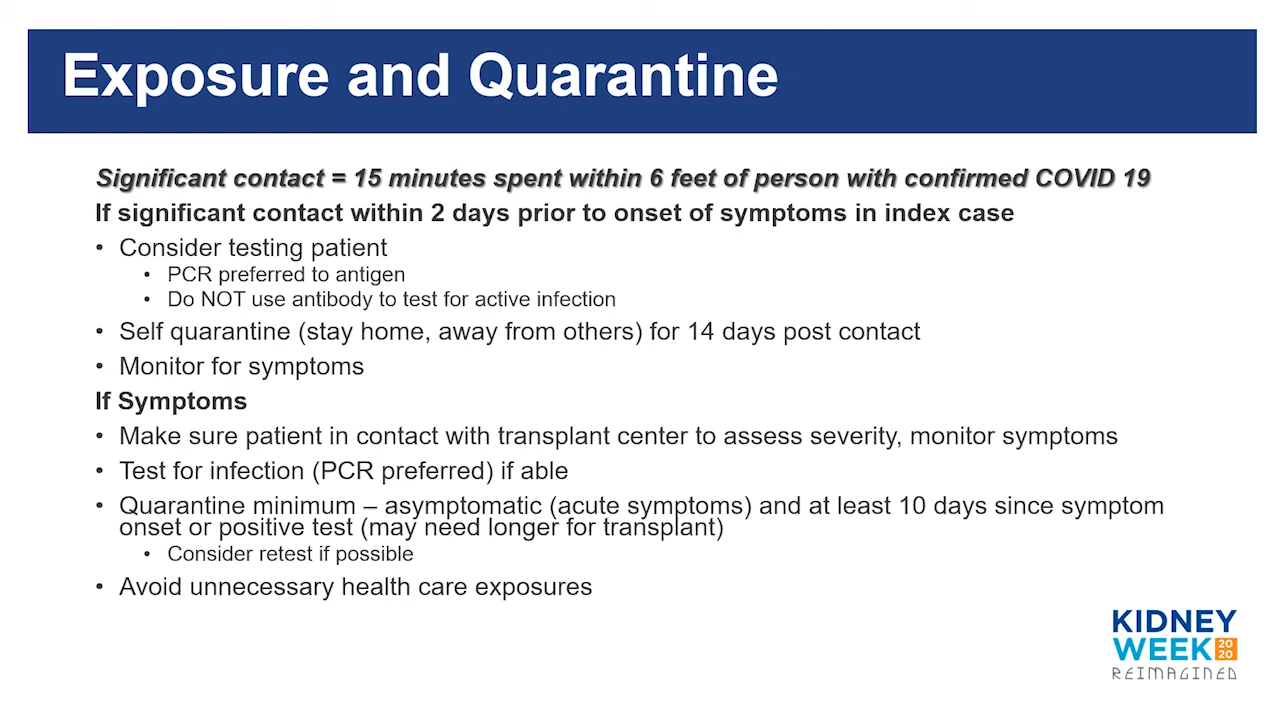 Exposure and Quarantine
Significant contact = 15 minutes spent within 6 feet of person with confirmed COVID 19
If significant contact within 2 days prior to onset of symptoms in index case
• Consider testing patient
• PCR preferred to antigen
• Do NOT use antibody to test for active infection
• Self quarantine (stay home, away from others) for 14 days post contact
• Monitor for symptoms
If Symptoms
• Make sure patient in contact with transplant center to assess severity, monitor symptoms
• Test for infection (PCR preferred) if able
• Quarantine minimum – asymptomatic (acute symptoms) and at least 10 days since symptom
onset or positive test (may need longer for transplant)
• Consider retest if possible
• Avoid unnecessary health care exposures
KIDNEY
WEEK 20
20
REIMAGINED